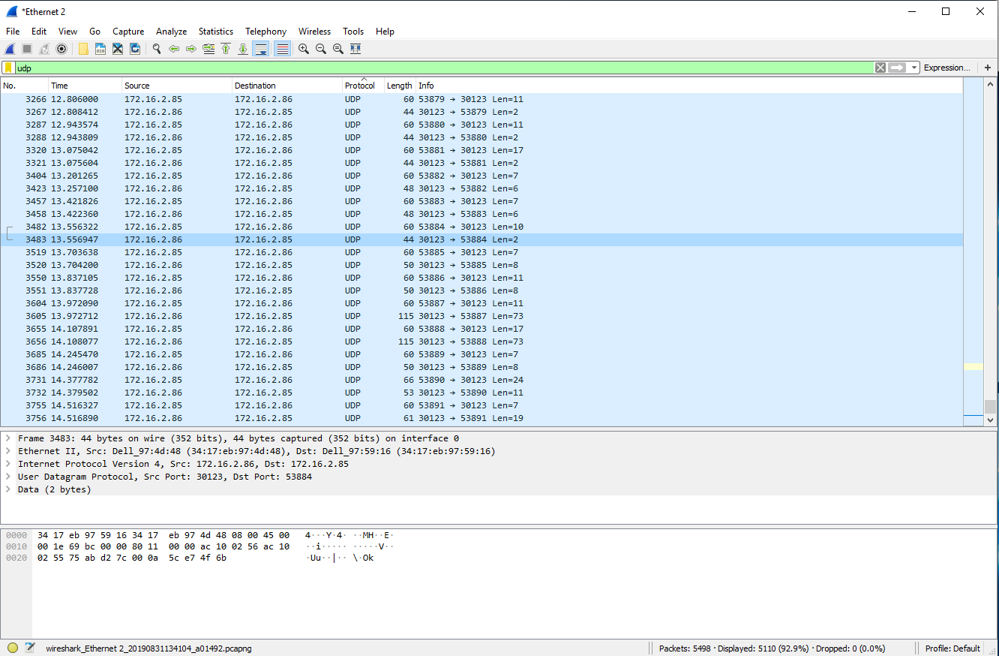 *Ethernet 2
File Edit View Go Capture Analyze Statistics Telephony Wireless Tools Help
udp Expression... +
No. Time Source Destination Protocol Length Info
3266 12.806000 172.16.2.85 172.16.2.86 UDP 60 53879 → 30123 Len=11
3267 12.808412 172.16.2.86 172.16.2.85 UDP 44 30123 → 53879 Len=2
3287 12.943574 172.16.2.85 172.16.2.86 UDP 60 53880 → 30123 Len=11
3288 12.943809 172.16.2.86 172.16.2.85 UDP 44 30123 → 53880 Len=2
3320 13.075042 172.16.2.85 172.16.2.86 UDP 60 53881 → 30123 Len=17
3321 13.075604 172.16.2.86 172.16.2.85 UDP 44 30123 → 53881 Len=2
3404 13.201265 172.16.2.85 172.16.2.86 UDP 60 53882 → 30123 Len=7
3423 13.257100 172.16.2.86 172.16.2.85 UDP 48 30123 → 53882 Len=6
3457 13.421826 172.16.2.85 172.16.2.86 UDP 60 53883 → 30123 Len=7
3458 13.422360 172.16.2.86 172.16.2.85 UDP 48 30123 → 53883 Len=6
3482 13.556322 172.16.2.85 172.16.2.86 UDP 60 53884 → 30123 Len=10
3483 13.556947 172.16.2.86 172.16.2.85 UDP 44 30123 → 53884 Len=2
3519 13.703638 172.16.2.85 172.16.2.86 UDP 60 53885 → 30123 Len=7
3520 13.704200 172.16.2.86 172.16.2.85 UDP 50 30123 → 53885 Len=8
3550 13.837105 172.16.2.85 172.16.2.86 UDP 60 53886 → 30123 Len=11
3551 13.837728 172.16.2.86 172.16.2.85 UDP 50 30123 → 53886 Len=8
3604 13.972090 172.16.2.85 172.16.2.86 UDP 60 53887 → 30123 Len=11
3605 13.972712 172.16.2.86 172.16.2.85 UDP 115 30123 → 53887 Len=73
3655 14.107891 172.16.2.85 172.16.2.86 UDP 60 53888 → 30123 Len=17
3656 14.108077 172.16.2.86 172.16.2.85 UDP 115 30123 → 53888 Len=73
3685 14.245470 172.16.2.85 172.16.2.86 UDP 60 53889 → 30123 Len=7
3686 14.246007 172.16.2.86 172.16.2.85 UDP 50 30123 → 53889 Len=8
3731 14.377782 172.16.2.85 172.16.2.86 UDP 66 53890 → 30123 Len=24
3732 14.379502 172.16.2.86 172.16.2.85 UDP 53 30123 → 53890 Len=11
3755 14.516327 172.16.2.85 172.16.2.86 UDP 60 53891 → 30123 Len=7
3756 14.516890 172.16.2.86 172.16.2.85 UDP 61 30123 → 53891 Len=19
Frame 3483: 44 bytes on wire (352 bits), 44 bytes captured (352 bits) on interface 0
Ethernet II, Src: Dell_97:4d:48 (34:17:eb:97:4d:48), Dst: Dell_97:59:16 (34:17:eb:97:59:16)
Internet Protocol Version 4, Src: 172.16.2.86, Dst: 172.16.2.85
User Datagram Protocol, Src Port: 30123, Dst Port: 53884
Data (2 bytes)
0000 34 17 eb 97 59 16 34 17 eb 97 4d 48 08 00 45 00 4···Y·4· ··MH··E·
0010 00 1e 69 bc 00 00 80 11 00 00 ac 10 02 56 ac 10 ··i····· ·····V··
0020 02 55 75 ab d2 7c 00 0a 5c e7 4f 6b ·Uu··|·· \·Ok
wireshark_Ethernet 2_20190831134104_a01492.pcapng Packets: 5498 · Displayed: 5110 (92.9%) · Dropped: 0 (0.0%) Profile: Default